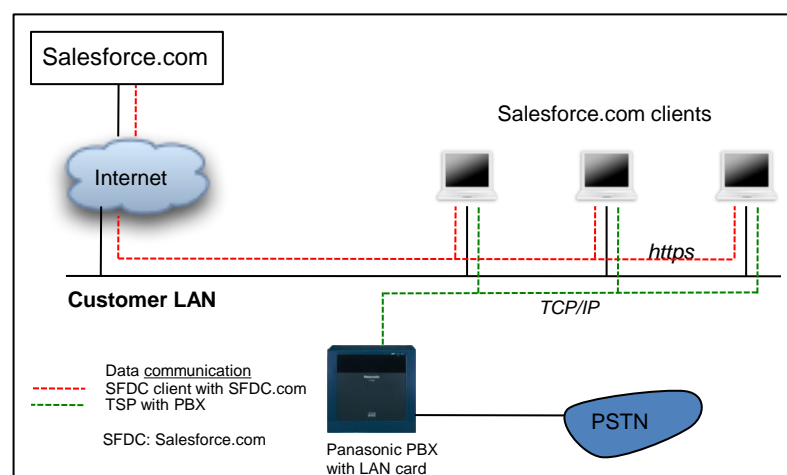 Salesforce.com
Salesforce.com clients
Internet
https
Customer LAN
TCP/IP
Data communication
SFDC client with SFDC.com
TSP with PBX
SFDC: Salesforce.com
PSTN
Panasonic PBX
with LAN card